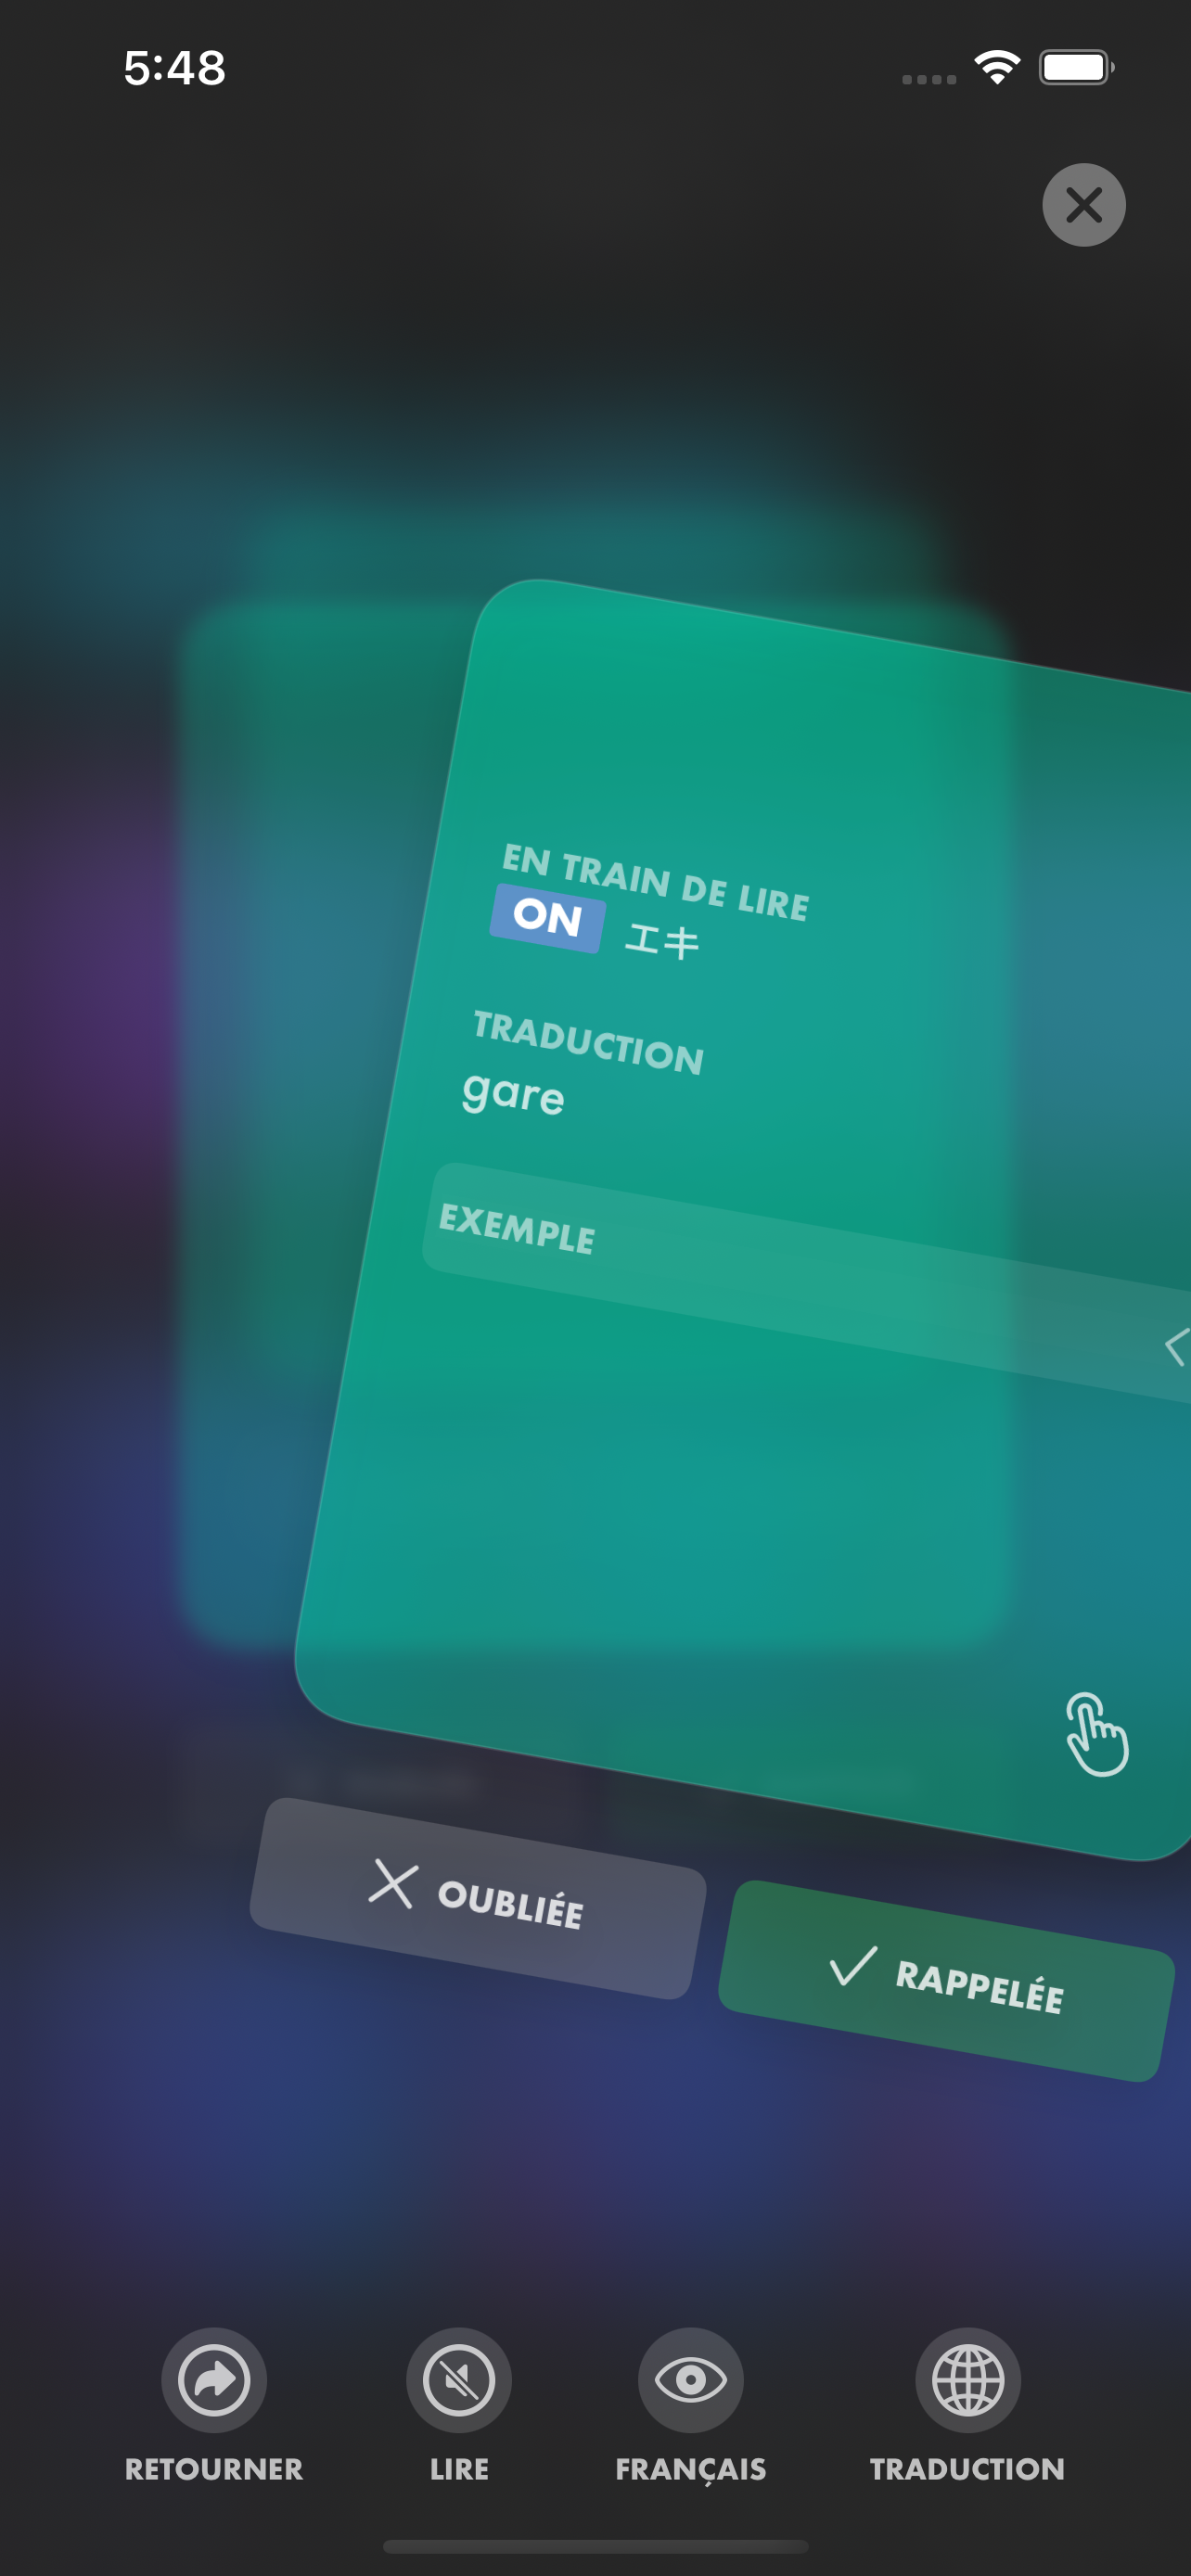 5:48
EN TRAIN DE LIRE
ON エキ
TRADUCTION
gare
EXEMPLE
OUBLIÉE
RAPPELÉE
RETOURNER LIRE FRANÇAIS TRADUCTION